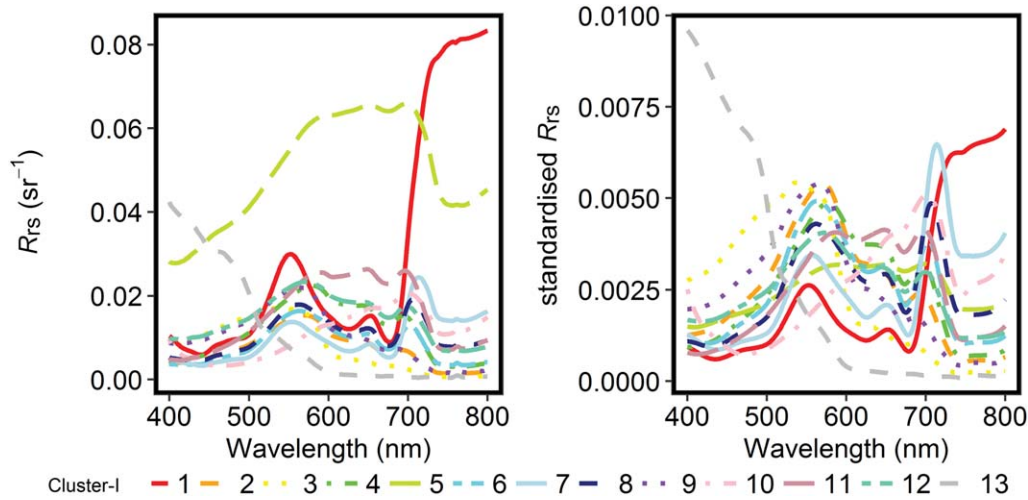 0.08
0.06
0.04
0.02
0.00
Rrs (sr−1)
400 500 600 700 800
Wavelength (nm)
0.0100
0.0075
0.0050
0.0025
0.0000
standardised Rrs
400 500 600 700 800
Wavelength (nm)
Cluster-I 1 2 3 4 5 6 7 8 9 10 11 12 13